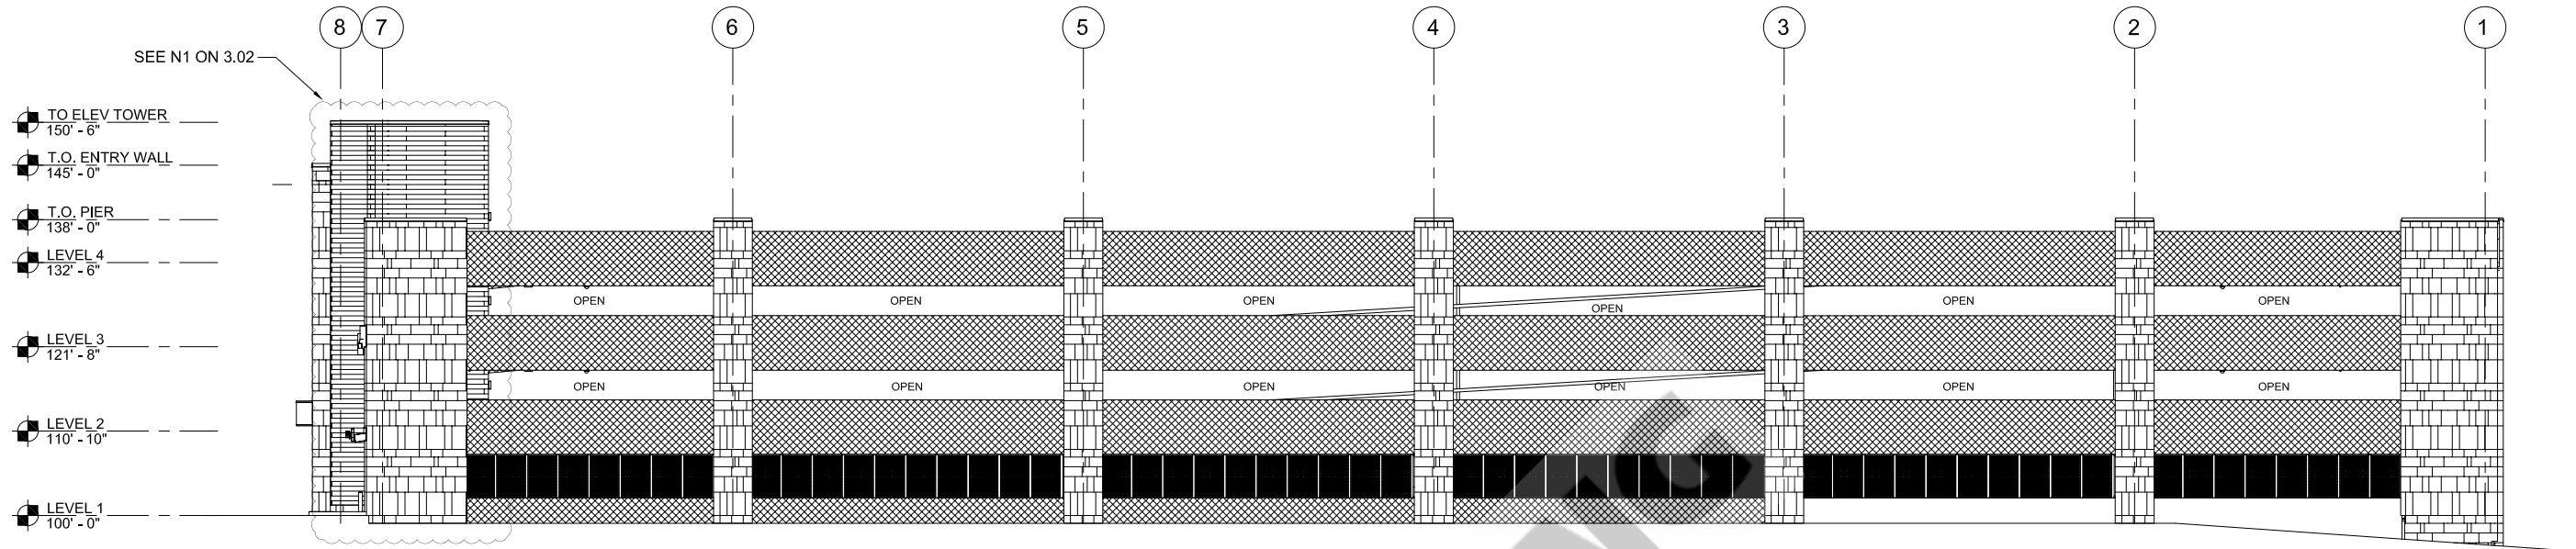 8 7 6 5 4 3 2 1
SEE N1 ON 3.02
TO ELEV TOWER
150' - 6"
T.O. ENTRY WALL
145' - 0"
T.O. PIER
138' - 0"
LEVEL 4
132' - 6"
OPEN OPEN OPEN OPEN OPEN OPEN
LEVEL 3
121' - 8"
OPEN OPEN OPEN OPEN OPEN OPEN
LEVEL 2
110' - 10"
LEVEL 1
100' - 0"